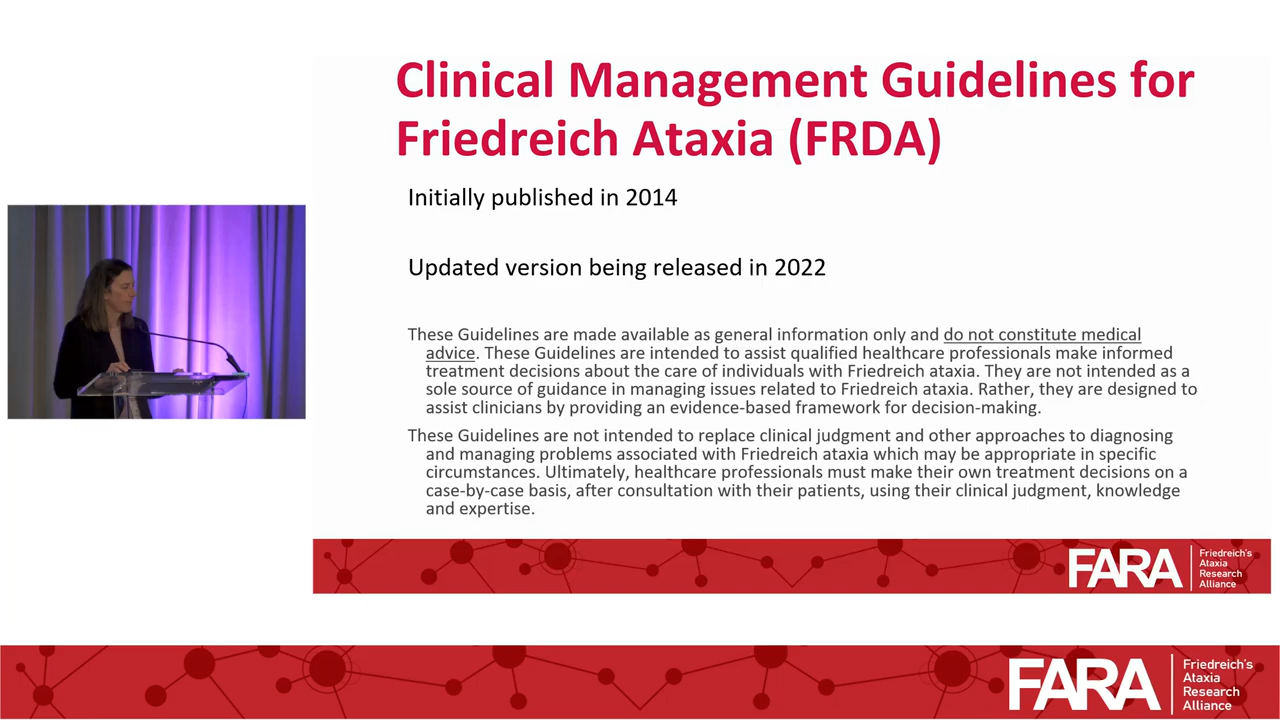 Clinical Management Guidelines for
Friedreich Ataxia (FRDA)
Initially published in 2014
Updated version being released in 2022
These Guidelines are made available as general information only and do not constitute medical
advice. These Guidelines are intended to assist qualified healthcare professionals make informed
treatment decisions about the care of individuals with Friedreich ataxia. They are not intended as a
sole source of guidance in managing issues related to Friedreich ataxia. Rather, they are designed to
assist clinicians by providing an evidence-based framework for decision-making.
These Guidelines are not intended to replace clinical judgment and other approaches to diagnosing
and managing problems associated with Friedreich ataxia which may be appropriate in specific
circumstances. Ultimately, healthcare professionals must make their own treatment decisions on a
case-by-case basis, after consultation with their patients, using their clinical judgment, knowledge
and expertise.
FARA
Friedreich's
Ataxia
Research
Alliance
FARA
Friedreich's
Ataxia
Research
Alliance